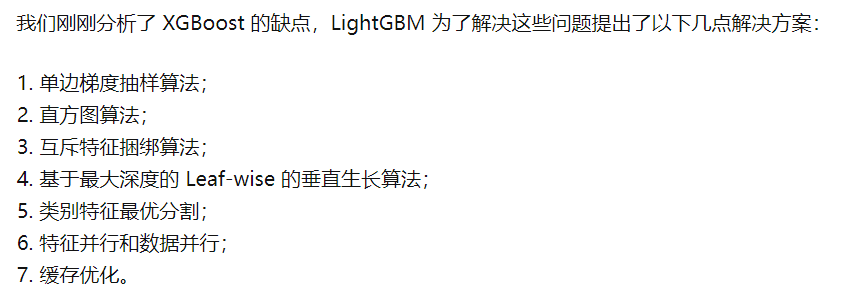 我们刚刚分析了 XGBoost 的缺点，LightGBM 为了解决这些问题提出了以下几点解决方案：
1. 单边梯度抽样算法；
2. 直方图算法；
3. 互斥特征捆绑算法；
4. 基于最大深度的 Leaf-wise 的垂直生长算法；
5. 类别特征最优分割；
6. 特征并行和数据并行；
7. 缓存优化。